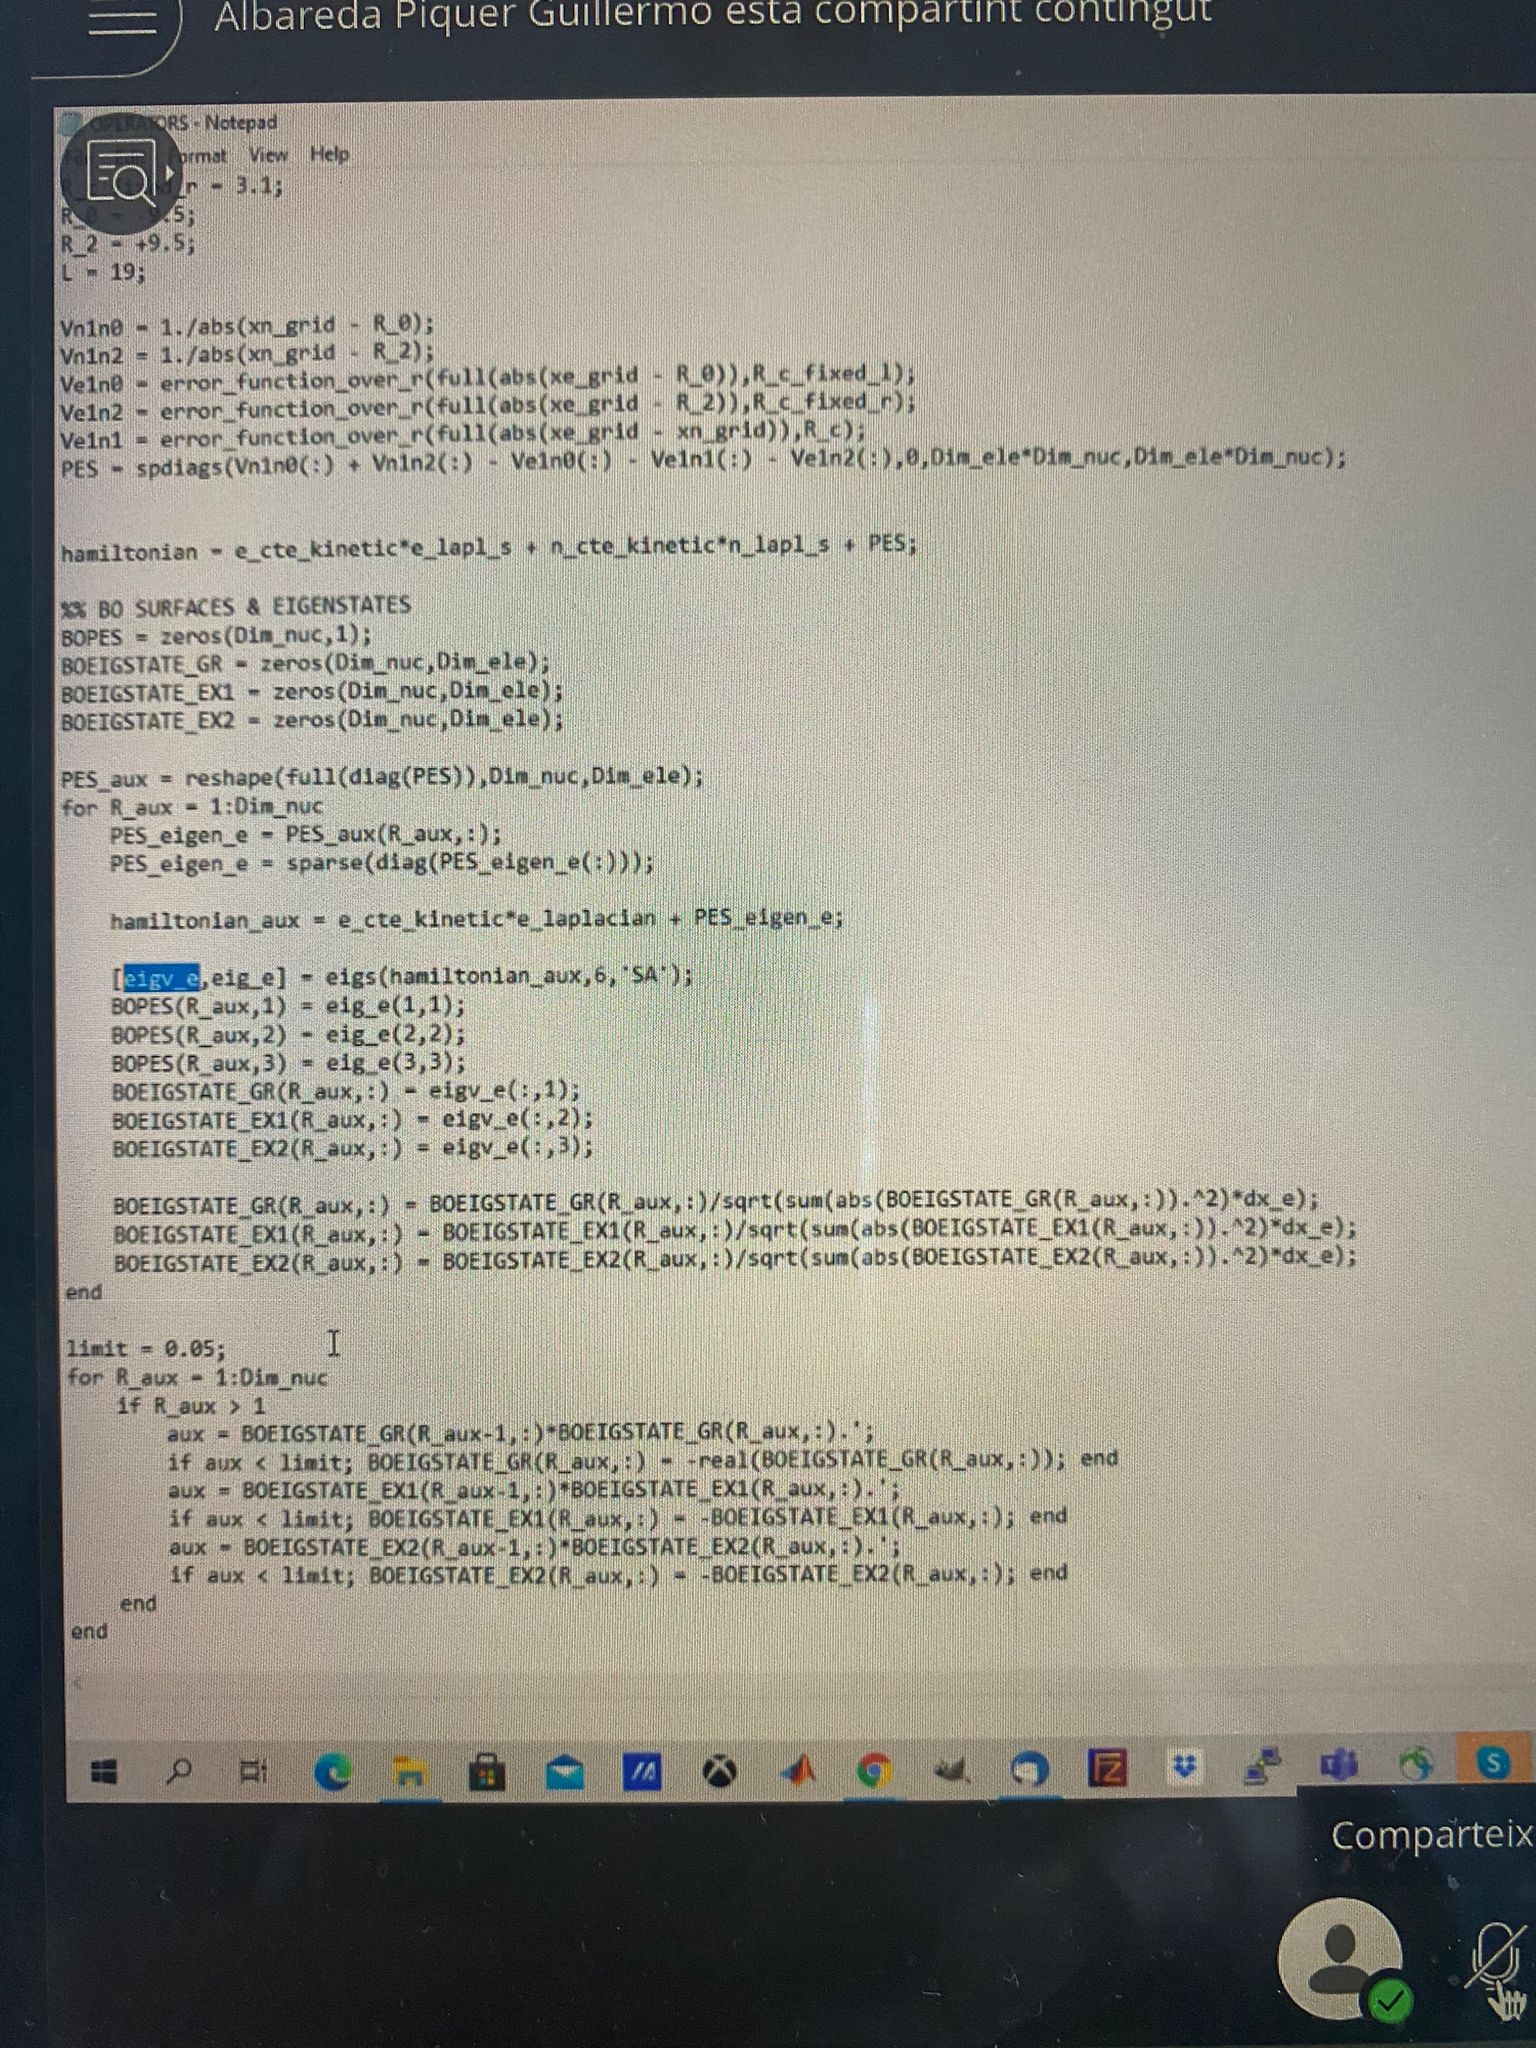 Albareda Piquer Guillermo està compartint contingut
OPERATORS - Notepad
Format View Help
_r = 3.1;
R_0 = -9.5;
R_2 = +9.5;
L = 19;
Vn1n0 = 1./abs(xn_grid - R_0);
Vn1n2 = 1./abs(xn_grid - R_2);
Ve1n0 = error_function_over_r(full(abs(xe_grid - R_0)),R_c_fixed_l);
Ve1n2 = error_function_over_r(full(abs(xe_grid - R_2)),R_c_fixed_r);
Ve1n1 = error_function_over_r(full(abs(xe_grid - xn_grid)),R_c);
PES = spdiags(Vn1n0(:) + Vn1n2(:) - Ve1n0(:) - Ve1n1(:) - Ve1n2(:),0,Dim_ele*Dim_nuc,Dim_ele*Dim_nuc);
hamiltonian = e_cte_kinetic*e_lapl_s + n_cte_kinetic*n_lapl_s + PES;
%% BO SURFACES & EIGENSTATES
BOPES = zeros(Dim_nuc,1);
BOEIGSTATE_GR = zeros(Dim_nuc,Dim_ele);
BOEIGSTATE_EX1 = zeros(Dim_nuc,Dim_ele);
BOEIGSTATE_EX2 = zeros(Dim_nuc,Dim_ele);
PES_aux = reshape(full(diag(PES)),Dim_nuc,Dim_ele);
for R_aux = 1:Dim_nuc
PES_eigen_e = PES_aux(R_aux,:);
PES_eigen_e = sparse(diag(PES_eigen_e(:)));
hamiltonian_aux = e_cte_kinetic*e_laplacian + PES_eigen_e;
[eigv_e,eig_e] = eigs(hamiltonian_aux,6,'SA');
BOPES(R_aux,1) = eig_e(1,1);
BOPES(R_aux,2) = eig_e(2,2);
BOPES(R_aux,3) = eig_e(3,3);
BOEIGSTATE_GR(R_aux,:) = eigv_e(:,1);
BOEIGSTATE_EX1(R_aux,:) = eigv_e(:,2);
BOEIGSTATE_EX2(R_aux,:) = eigv_e(:,3);
BOEIGSTATE_GR(R_aux,:) = BOEIGSTATE_GR(R_aux,:)/sqrt(sum(abs(BOEIGSTATE_GR(R_aux,:)).^2)*dx_e);
BOEIGSTATE_EX1(R_aux,:) = BOEIGSTATE_EX1(R_aux,:)/sqrt(sum(abs(BOEIGSTATE_EX1(R_aux,:)).^2)*dx_e);
BOEIGSTATE_EX2(R_aux,:) = BOEIGSTATE_EX2(R_aux,:)/sqrt(sum(abs(BOEIGSTATE_EX2(R_aux,:)).^2)*dx_e);
end
limit = 0.05;
for R_aux = 1:Dim_nuc
if R_aux > 1
aux = BOEIGSTATE_GR(R_aux-1,:)*BOEIGSTATE_GR(R_aux,:).';
if aux < limit; BOEIGSTATE_GR(R_aux,:) = -real(BOEIGSTATE_GR(R_aux,:)); end
aux = BOEIGSTATE_EX1(R_aux-1,:)*BOEIGSTATE_EX1(R_aux,:).';
if aux < limit; BOEIGSTATE_EX1(R_aux,:) = -BOEIGSTATE_EX1(R_aux,:); end
aux = BOEIGSTATE_EX2(R_aux-1,:)*BOEIGSTATE_EX2(R_aux,:).';
if aux < limit; BOEIGSTATE_EX2(R_aux,:) = -BOEIGSTATE_EX2(R_aux,:); end
end
end
Comparteix